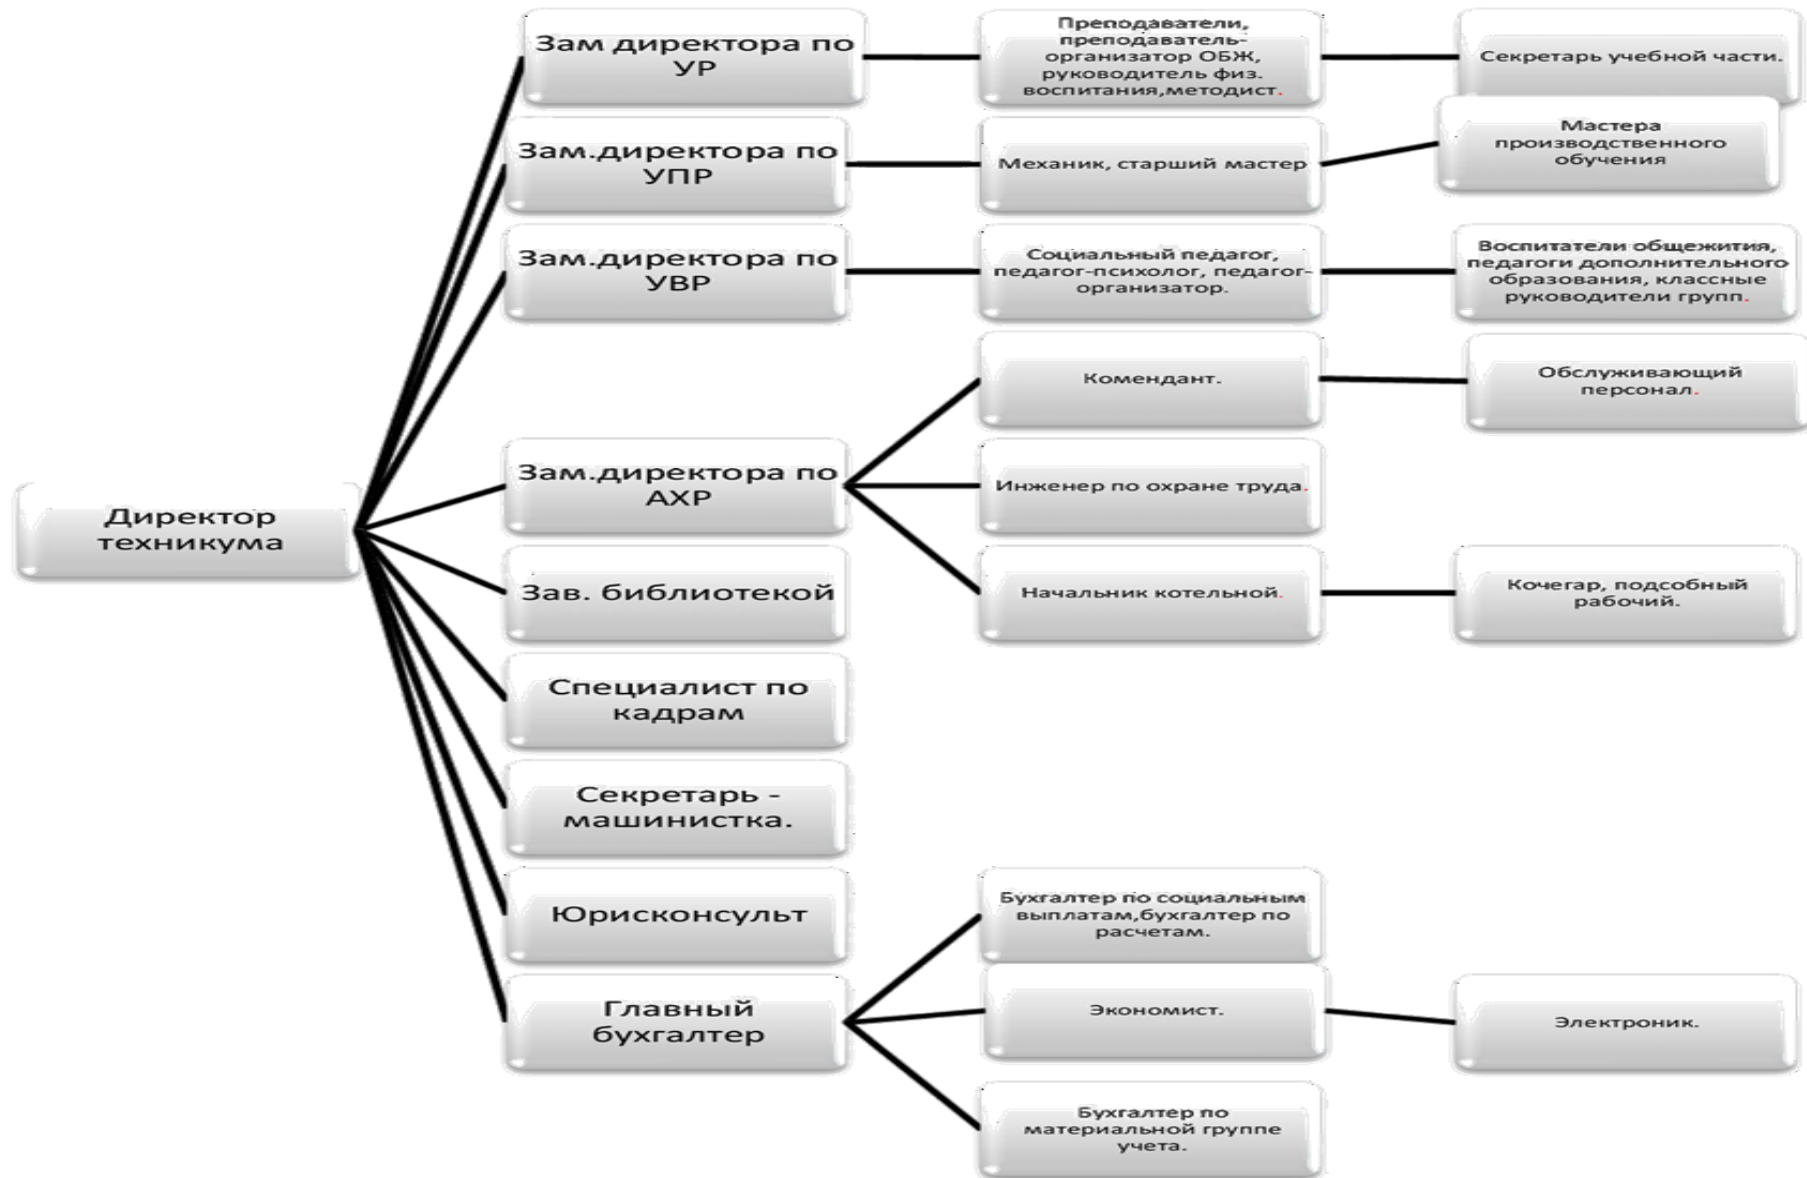 Зам директора по
УР
Преподаватели,
преподаватель-
организатор ОБЖ,
руководитель физ.
воспитания,методист.
Секретарь учебной части.
Зам.директора по
УПР
Механик, старший мастер
Мастера
производственного
обучения
Зам.директора по
УВР
Социальный педагог,
педагог-психолог, педагог-
организатор.
Воспитатели общежития,
педагоги дополнительного
образования, классные
руководители групп.
Комендант.
Обслуживающий
персонал.
Директор
техникума
Зам.директора по
АХР
Инженер по охране труда.
Зав. библиотекой
Начальник котельной.
Кочегар, подсобный
рабочий.
Специалист по
кадрам
Секретарь -
машинистка.
Юрисконсульт
Бухгалтер по социальным
выплатам,бухгалтер по
расчетам.
Главный
бухгалтер
Экономист.
Электроник.
Бухгалтер по
материальной группе
учета.